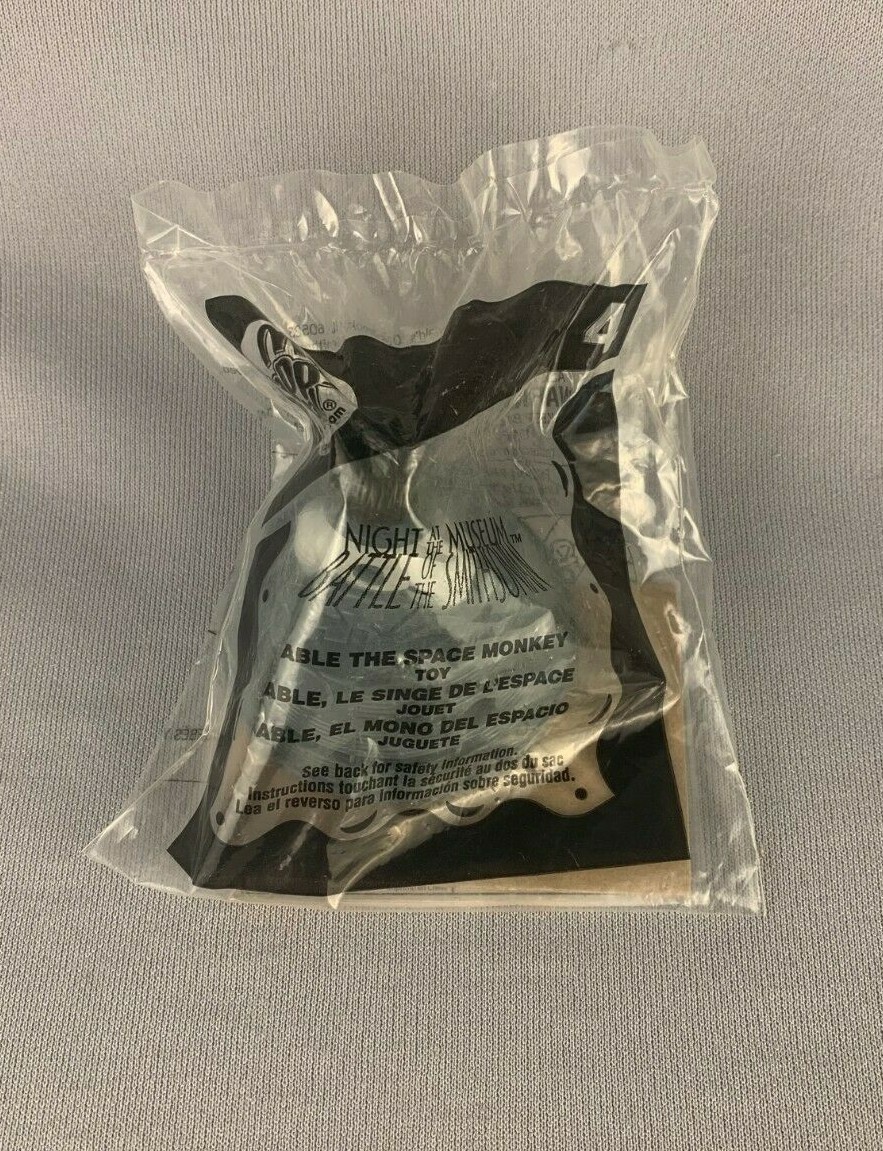 4
®
NIGHT AT THE MUSEUM™
BATTLE OF THE SMITHSONIAN
ABLE THE SPACE MONKEY
TOY
ABLE, LE SINGE DE L'ESPACE
JOUET
ABLE, EL MONO DEL ESPACIO
JUGUETE
See back for safety information.
Instructions touchant la sécurité au dos du sac
Lea el reverso para información sobre seguridad.